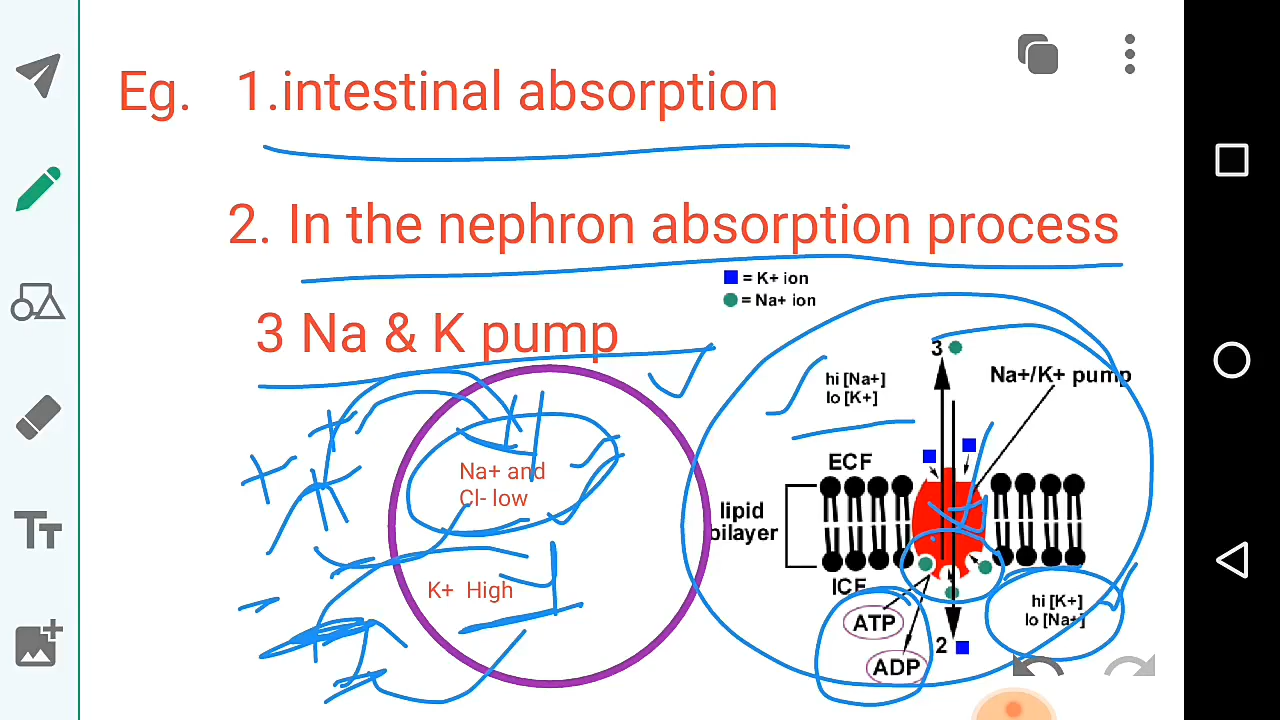 Eg. 1.intestinal absorption
2. In the nephron absorption process
= K+ ion
= Na+ ion
3 Na & K pump
3
hi [Na+]
lo [K+]
Na+/K+ pump
ECF
Na+ and
Cl- low
lipid
bilayer
K+ High
ICF
hi [K+]
lo [Na+]
ATP
2
ADP
TT